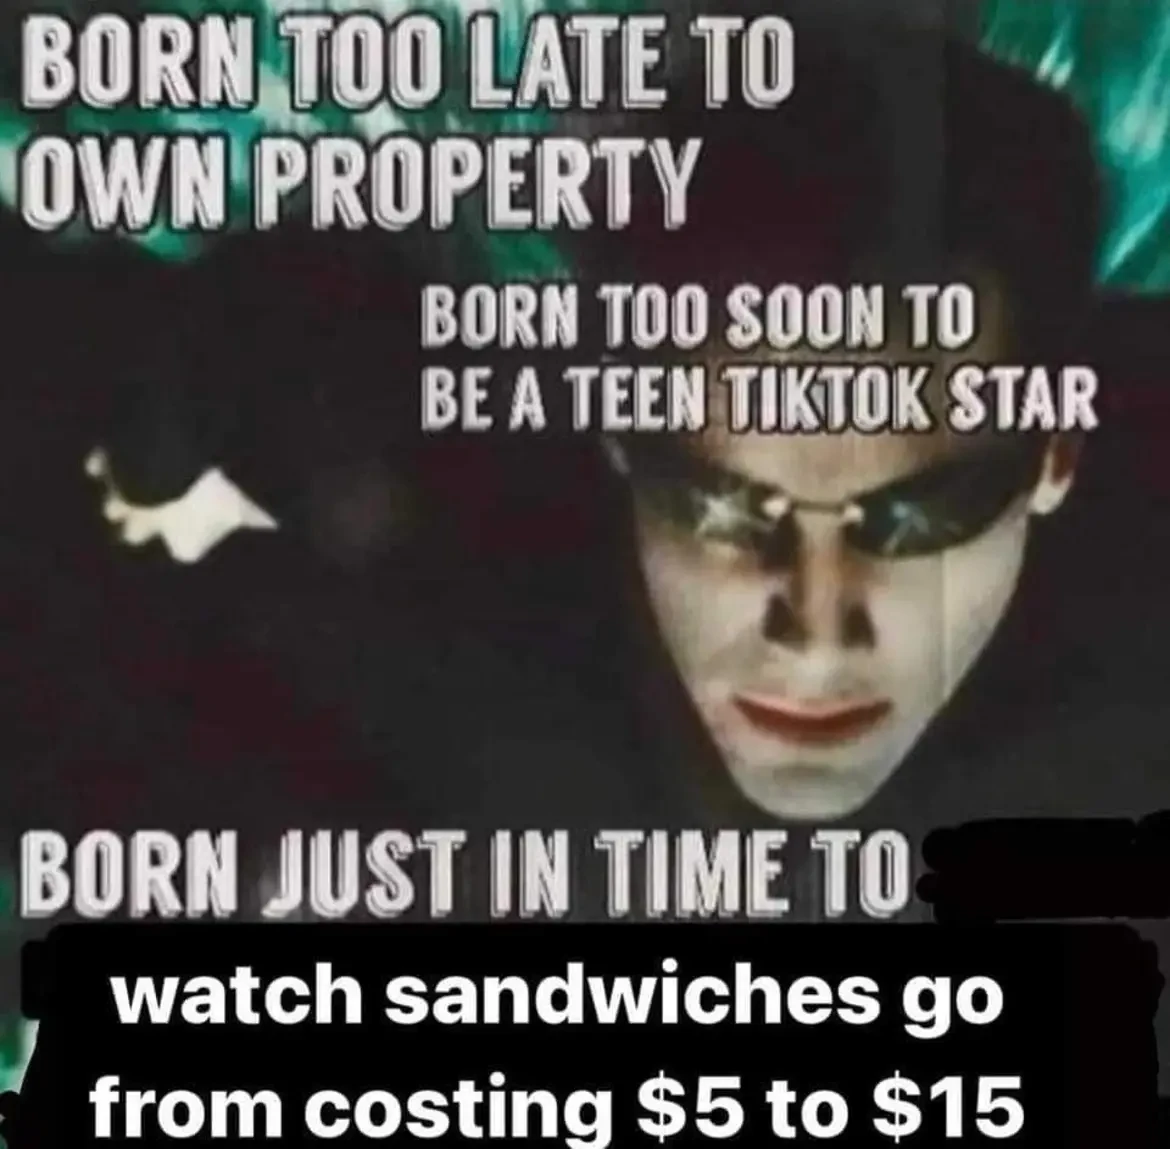 BORN TOO LATE TO
OWN PROPERTY
BORN TOO SOON TO
BE A TEEN TIKTOK STAR
BORN JUST IN TIME TO
watch sandwiches go
from costing $5 to $15